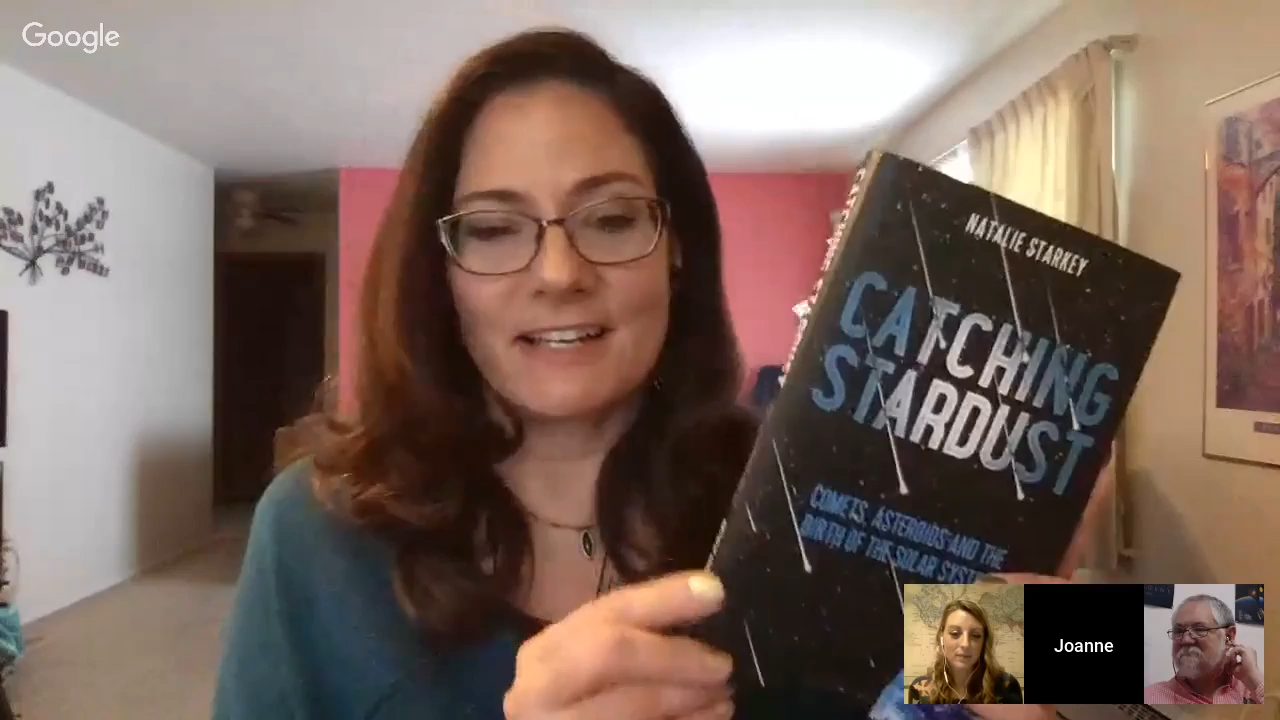 Google
NATALIE STARKEY
CATCHING
STARDUST
COMETS, ASTEROIDS AND THE
BIRTH OF THE SOLAR SYSTEM
Joanne